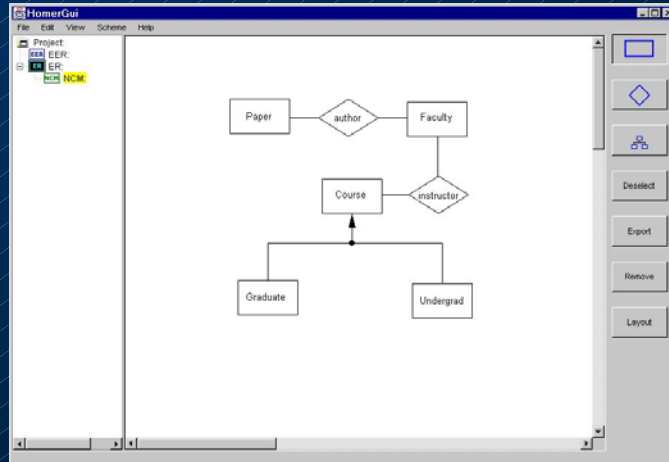 HomerGui
File Edit View Scheme Help
Project:
EER EER:
ER ER:
NCM NCM:
Paper author Faculty
Course instructor
Graduate Undergrad
Deselect
Export
Remove
Layout